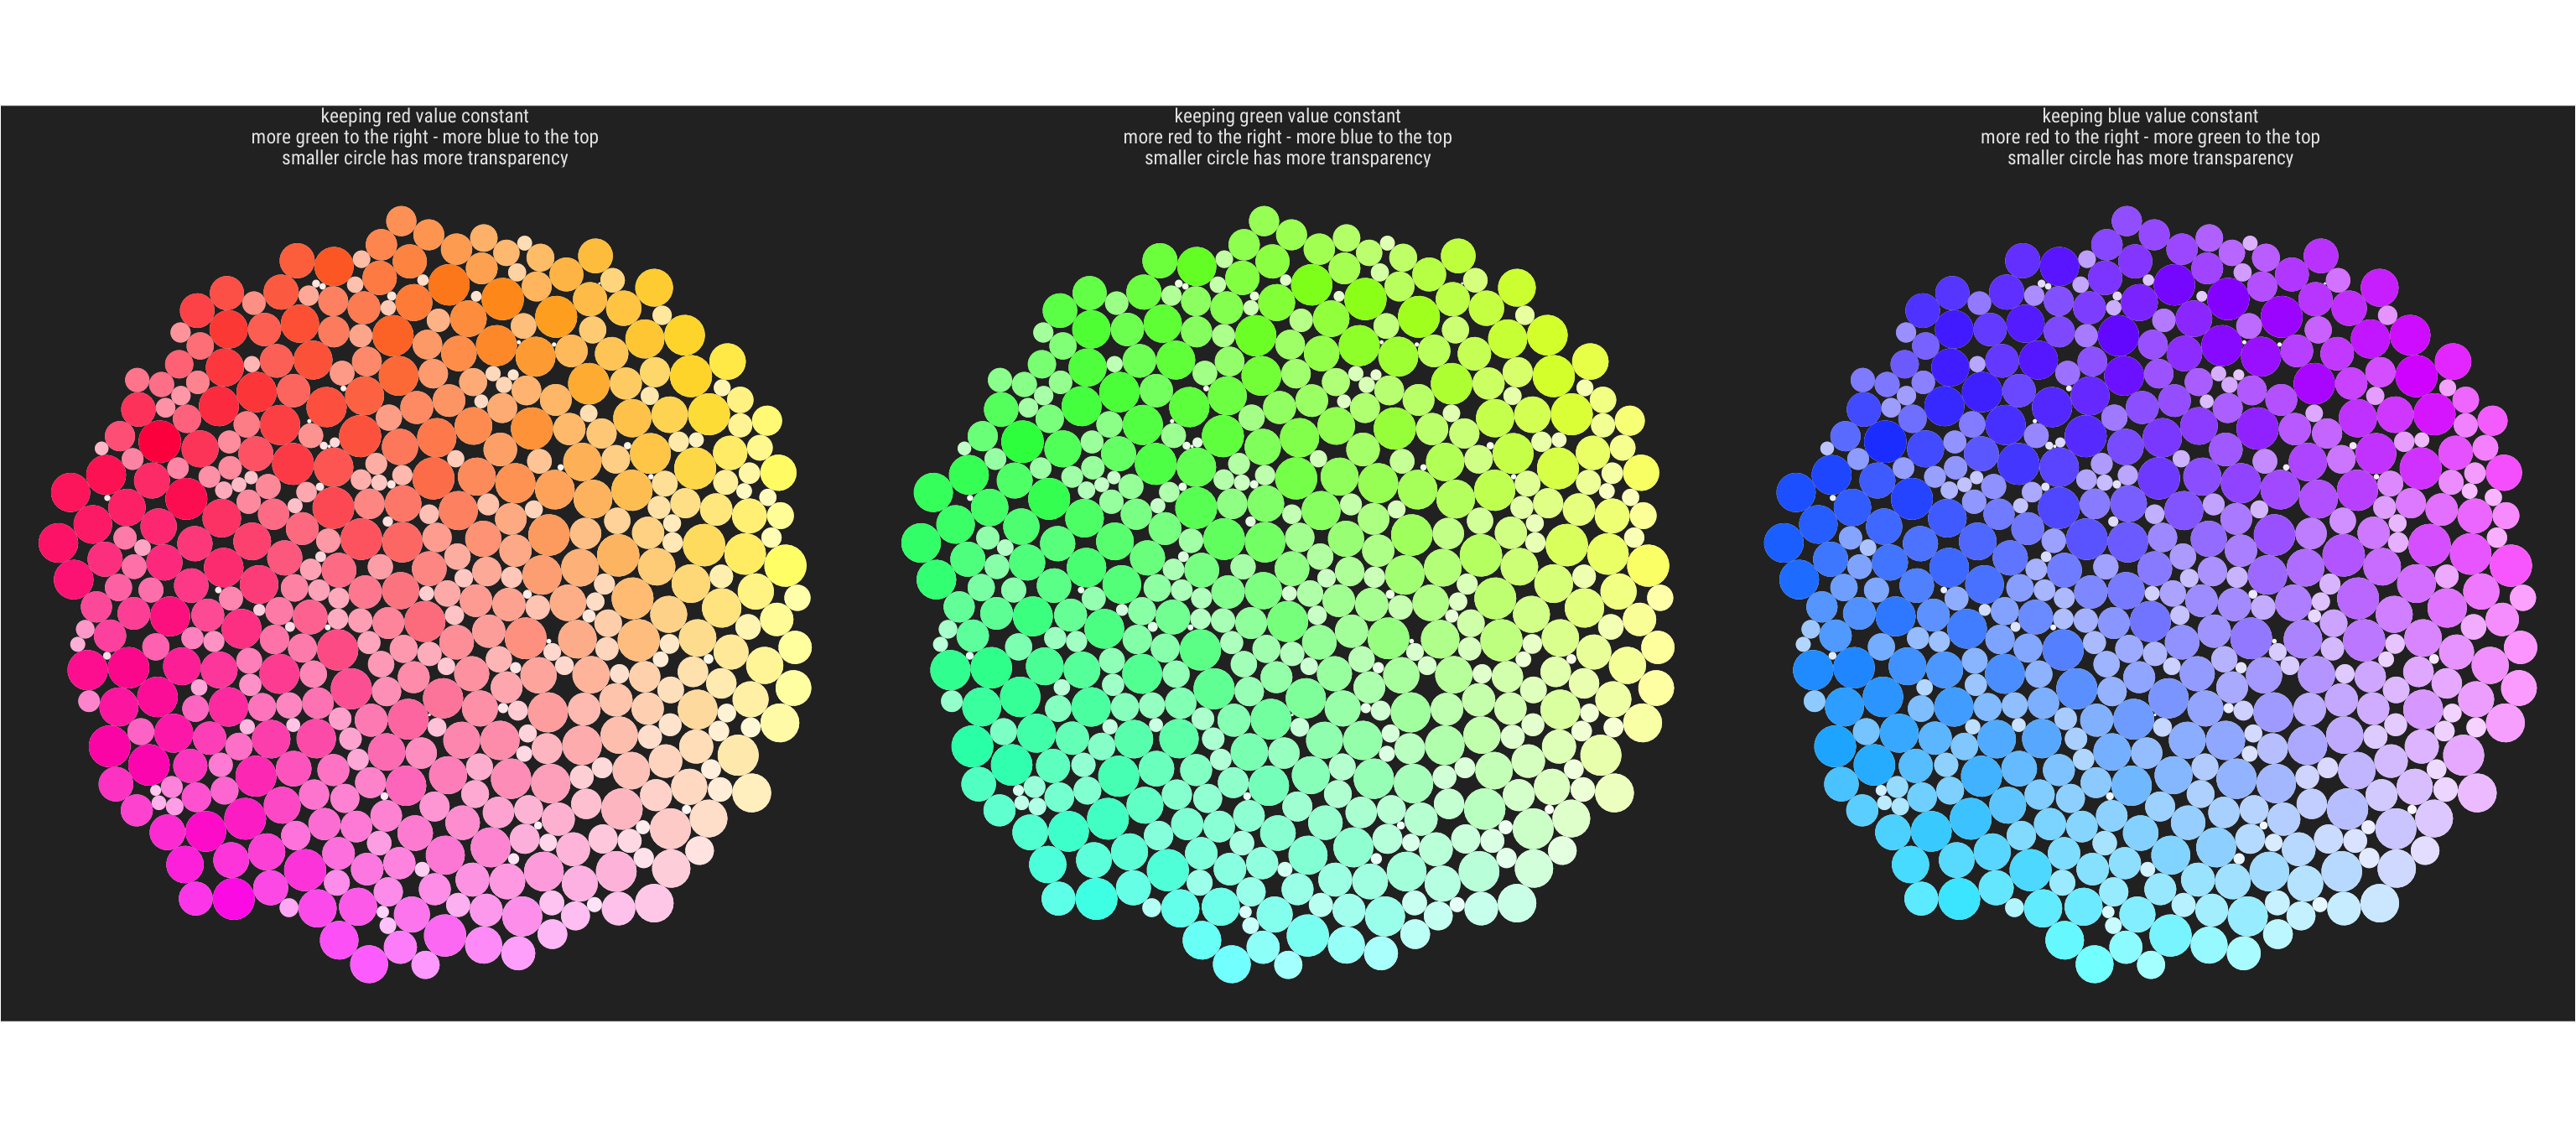 keeping red value constant
more green to the right - more blue to the top
smaller circle has more transparency
keeping green value constant
more red to the right - more blue to the top
smaller circle has more transparency
keeping blue value constant
more red to the right - more green to the top
smaller circle has more transparency